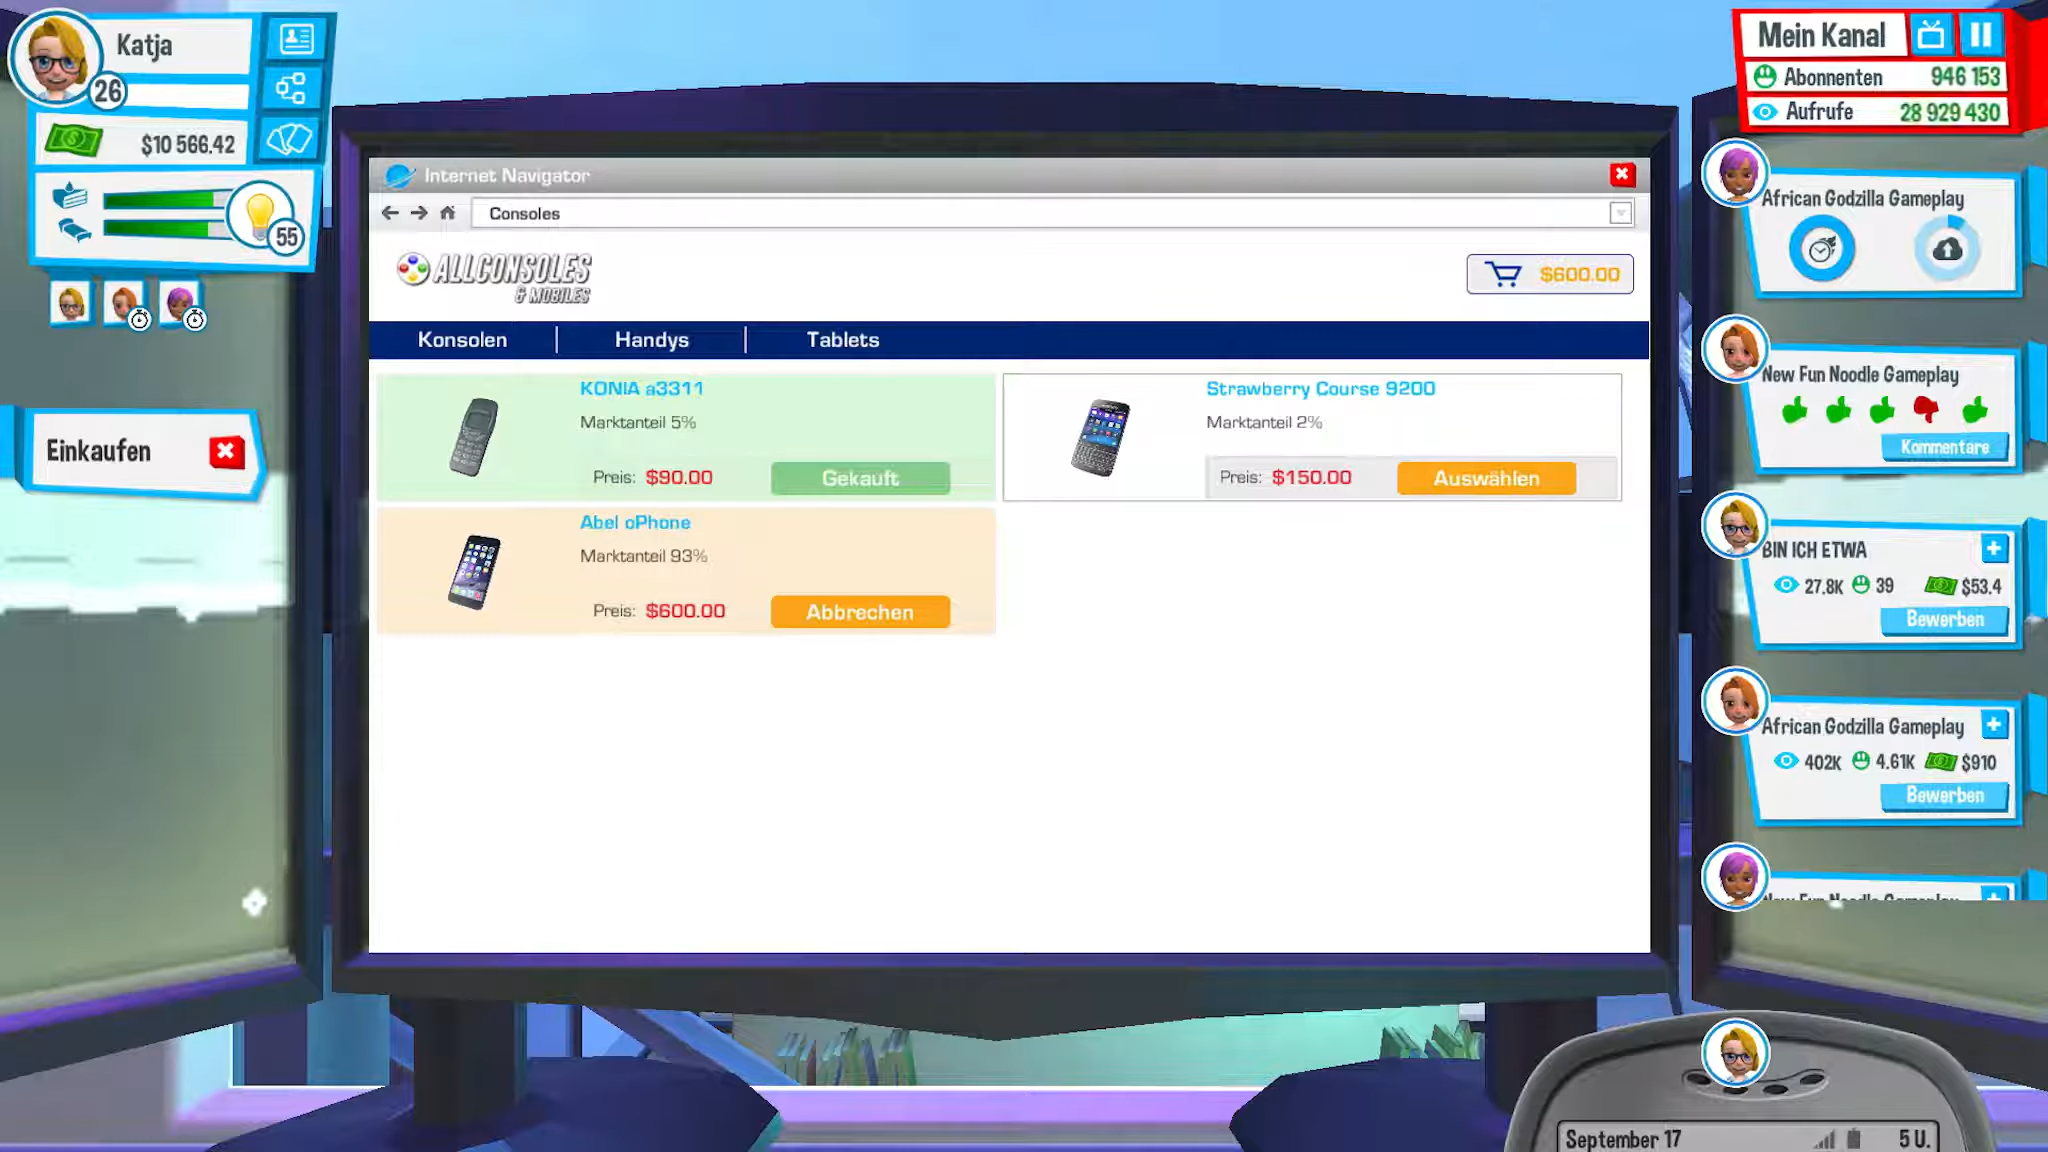 Katja
26
$10 566.42
55
Einkaufen
Internet Navigator
Consoles
ALLCONSOLES
& MOBILES
$600.00
Konsolen
Handys
Tablets
KONIA a3311
Marktanteil 5%
Preis: $90.00
Gekauft
Strawberry Course 9200
Marktanteil 2%
Preis: $150.00
Auswählen
Abel oPhone
Marktanteil 93%
Preis: $600.00
Abbrechen
Mein Kanal
Abonnenten 946 153
Aufrufe 28 929 430
African Godzilla Gameplay
New Fun Noodle Gameplay
Kommentare
BIN ICH ETWA
27.8K 39 $53.4
Bewerben
African Godzilla Gameplay
402K 4.61K $910
Bewerben
New Fun Noodle Gameplay
September 17 5 U.